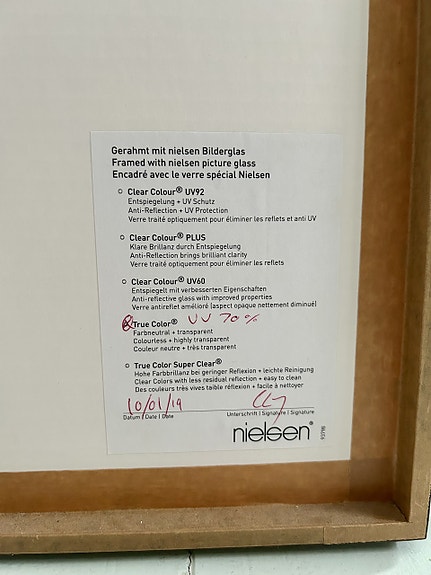 Gerahmt mit nielsen Bilderglas
Framed with nielsen picture glass
Encadré avec le verre spécial Nielsen
Clear Colour® UV92
Entspiegelung + UV Schutz
Anti-Reflection + UV Protection
Verre traité optiquement pour éliminer les reflets et anti UV
Clear Colour® PLUS
Klare Brillanz durch Entspiegelung
Anti-Reflection brings brilliant clarity
Verre traité optiquement pour éliminer les reflets
Clear Colour® UV60
Entspiegelt mit verbesserten Eigenschaften
Anti-reflective glass with improved properties
Verre antireflet amélioré (aspect opaque nettement diminué)
True Color® UV 70%
Farbneutral + transparent
Colourless + highly transparent
Couleur neutre + très transparent
True Color Super Clear®
Hohe Farbbrillanz bei geringer Reflexion + leichte Reinigung
Clear Colors with less residual reflection + easy to clean
Des couleurs très vives taible réflexion + facile à nettoyer
10/01/19
Datum | Date | Date Unterschrift | Signature | Signature
nielsen®